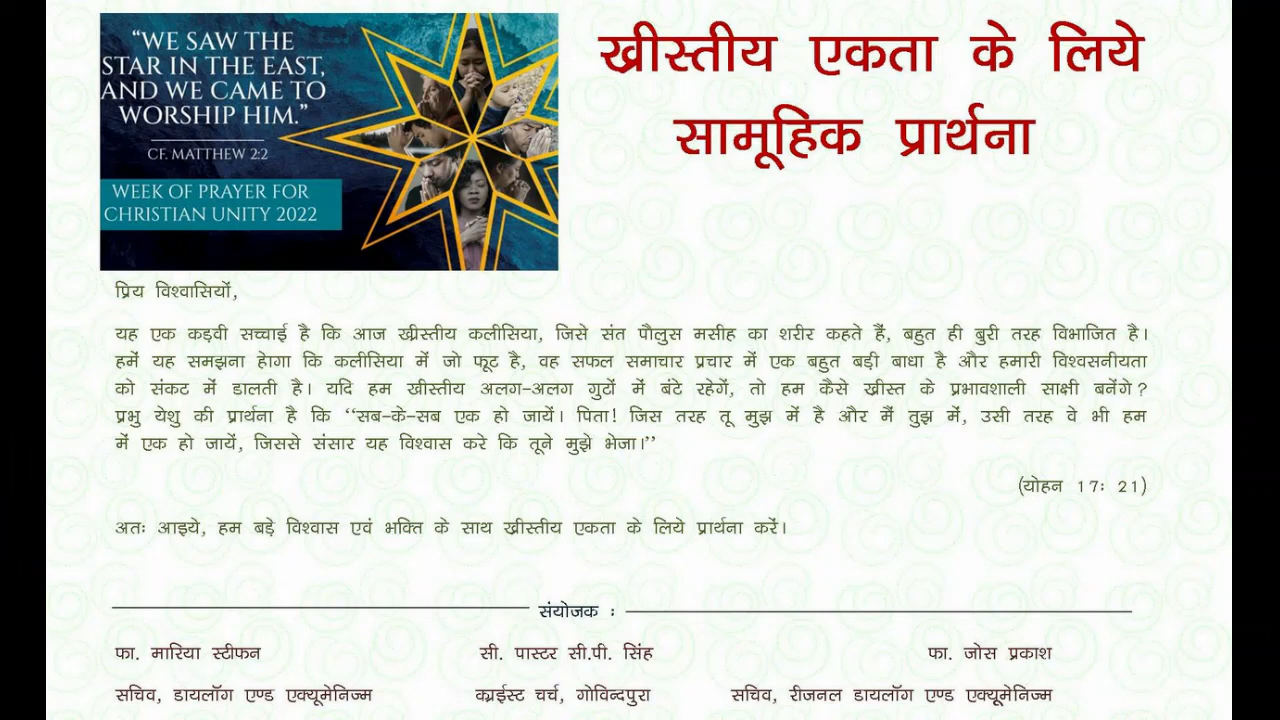 “WE SAW THE
STAR IN THE EAST,
AND WE CAME TO
WORSHIP HIM.”
CF. MATTHEW 2:2
WEEK OF PRAYER FOR
CHRISTIAN UNITY 2022
ख्रीस्तीय एकता के लिये
सामूहिक प्रार्थना
प्रिय विश्वासियों,
यह एक कड़वी सच्चाई है कि आज ख्रीस्तीय कलीसिया, जिसे संत पौलुस मसीह का शरीर कहते हैं, बहुत ही बुरी तरह विभाजित है।
हमें यह समझना होगा कि कलीसिया में जो फूट है, वह सफल समाचार प्रचार में एक बहुत बड़ी बाधा है और हमारी विश्वसनीयता
को संकट में डालती है। यदि हम ख्रीस्तीय अलग-अलग गुटों में बंटे रहेगें, तो हम कैसे ख्रीस्त के प्रभावशाली साक्षी बनेंगे?
प्रभु येशु की प्रार्थना है कि ‘‘सब-के-सब एक हो जायें। पिता! जिस तरह तू मुझ में है और मैं तुझ में, उसी तरह वे भी हम
में एक हो जायें, जिससे संसार यह विश्वास करे कि तूने मुझे भेजा।’’
(योहन 17: 21)
अतः आइये, हम बड़े विश्वास एवं भक्ति के साथ ख्रीस्तीय एकता के लिये प्रार्थना करें।
संयोजक :
फा. मारिया स्टीफन सी. पास्टर सी.पी. सिंह फा. जोस प्रकाश
सचिव, डायलॉग एण्ड एक्यूमेनिज्म क्राईस्ट चर्च, गोविन्दपुरा सचिव, रीजनल डायलॉग एण्ड एक्यूमेनिज्म